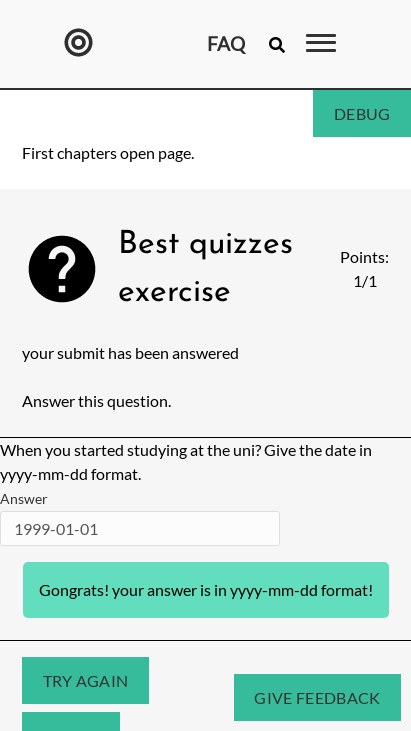 FAQ
DEBUG
First chapters open page.
Best quizzes
exercise
Points:
1/1
your submit has been answered
Answer this question.
When you started studying at the uni? Give the date in
yyyy-mm-dd format.
Answer
1999-01-01
Gongrats! your answer is in yyyy-mm-dd format!
TRY AGAIN
GIVE FEEDBACK